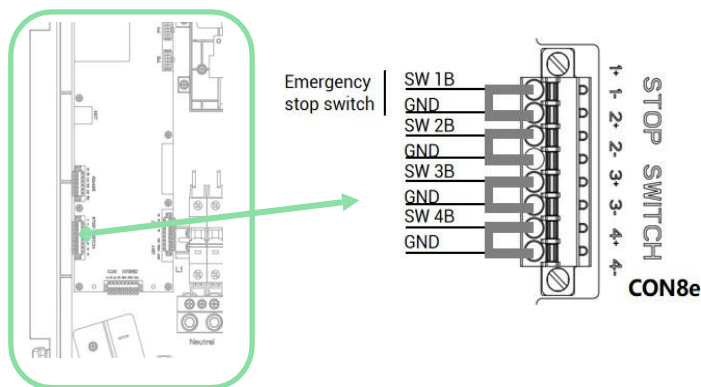 Emergency
stop switch
SW 1B
GND
SW 2B
GND
SW 3B
GND
SW 4B
GND
1+
1-
2+
2-
3+
3-
4+
4-
STOP SWITCH
CON8e
Neutral